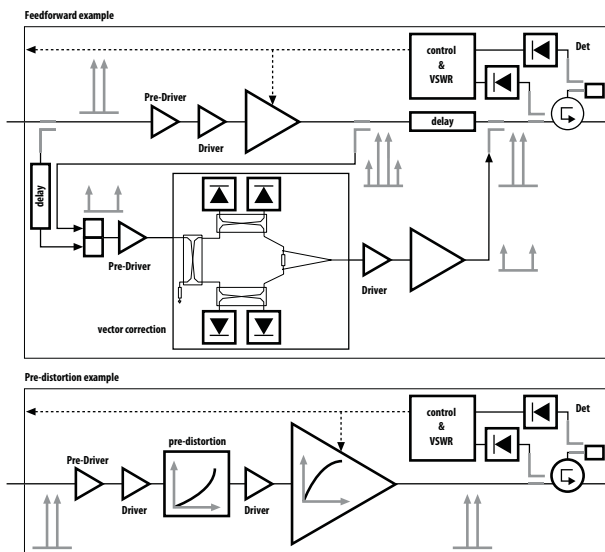 Feedforward example
control
&
VSWR
Det
Pre-Driver
Driver
delay
delay
Pre-Driver
Driver
vector correction
Pre-distortion example
control
&
VSWR
Det
pre-distortion
Pre-Driver
Driver
Driver